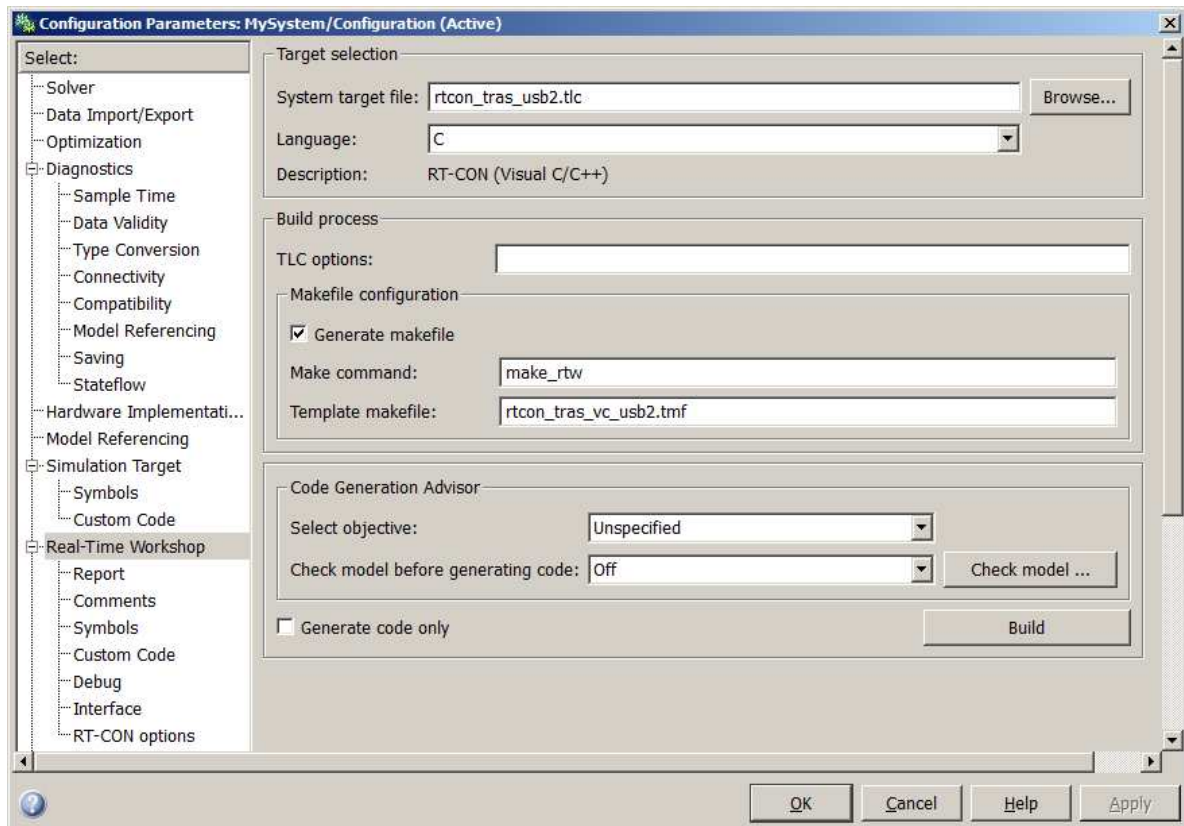 Configuration Parameters: MySystem/Configuration (Active)
Select:
Solver
Data Import/Export
Optimization
Diagnostics
Sample Time
Data Validity
Type Conversion
Connectivity
Compatibility
Model Referencing
Saving
Stateflow
Hardware Implementati...
Model Referencing
Simulation Target
Symbols
Custom Code
Real-Time Workshop
Report
Comments
Symbols
Custom Code
Debug
Interface
RT-CON options
Target selection
System target file: rtcon_tras_usb2.tlc Browse...
Language: C
Description: RT-CON (Visual C/C++)
Build process
TLC options:
Makefile configuration
Generate makefile
Make command: make_rtw
Template makefile: rtcon_tras_vc_usb2.tmf
Code Generation Advisor
Select objective: Unspecified
Check model before generating code: Off Check model ...
Generate code only Build
OK Cancel Help Apply